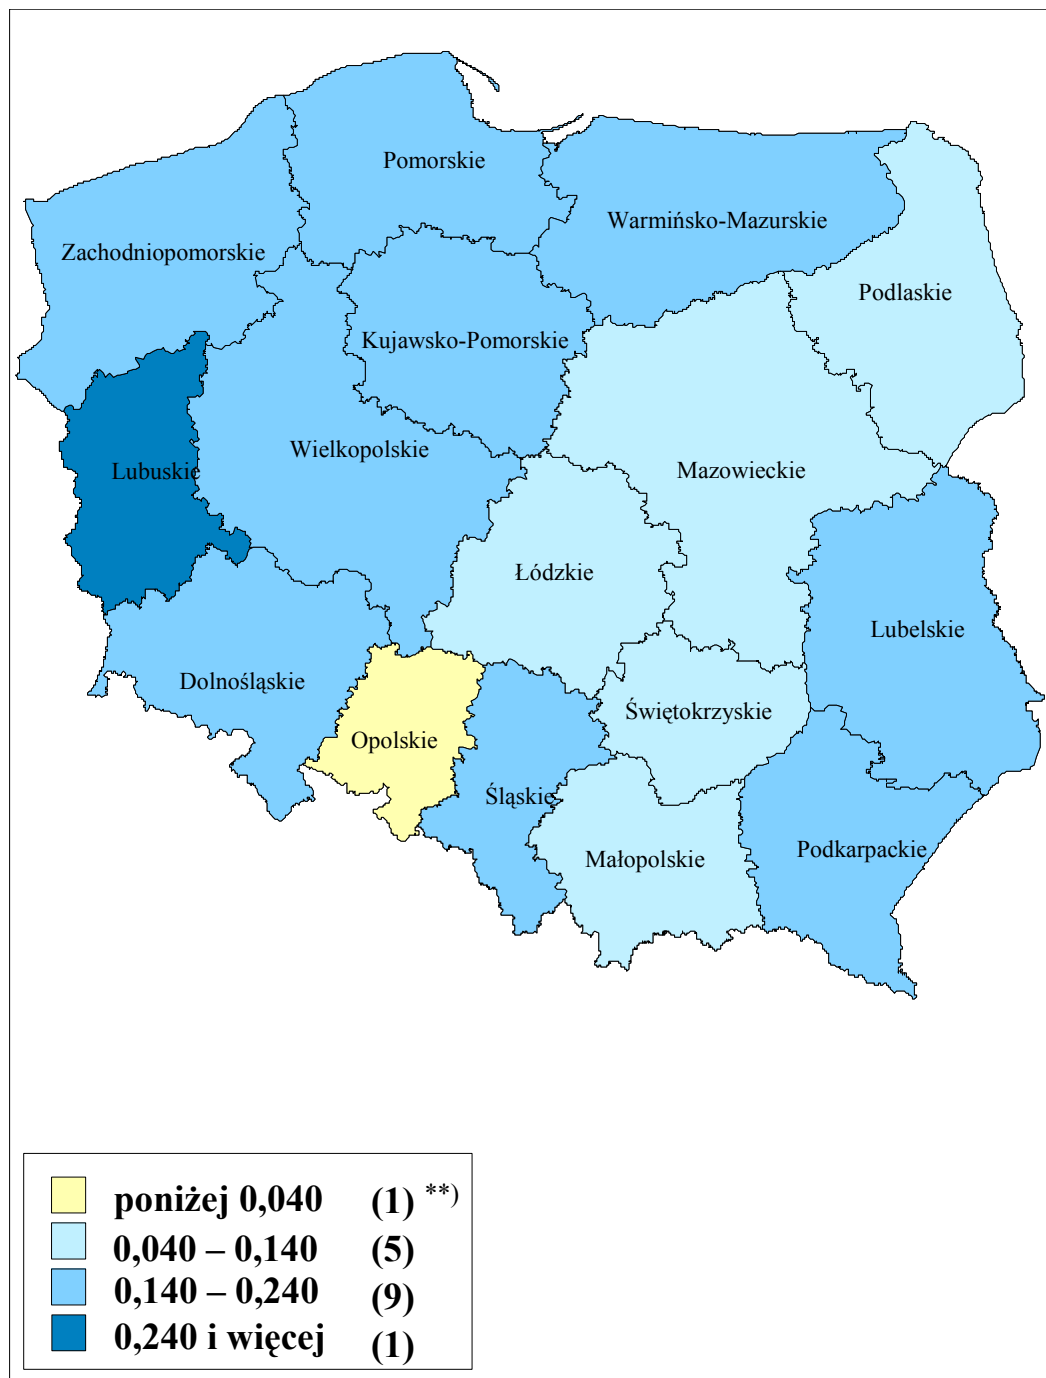 Pomorskie
Warmińsko-Mazurskie
Zachodniopomorskie
Podlaskie
Kujawsko-Pomorskie
Wielkopolskie
Mazowieckie
Lubuskie
Łódzkie
Lubelskie
Dolnośląskie
Świętokrzyskie
Opolskie
Śląskie
Podkarpackie
Małopolskie
poniżej 0,040 (1) **)
0,040 – 0,140 (5)
0,140 – 0,240 (9)
0,240 i więcej (1)